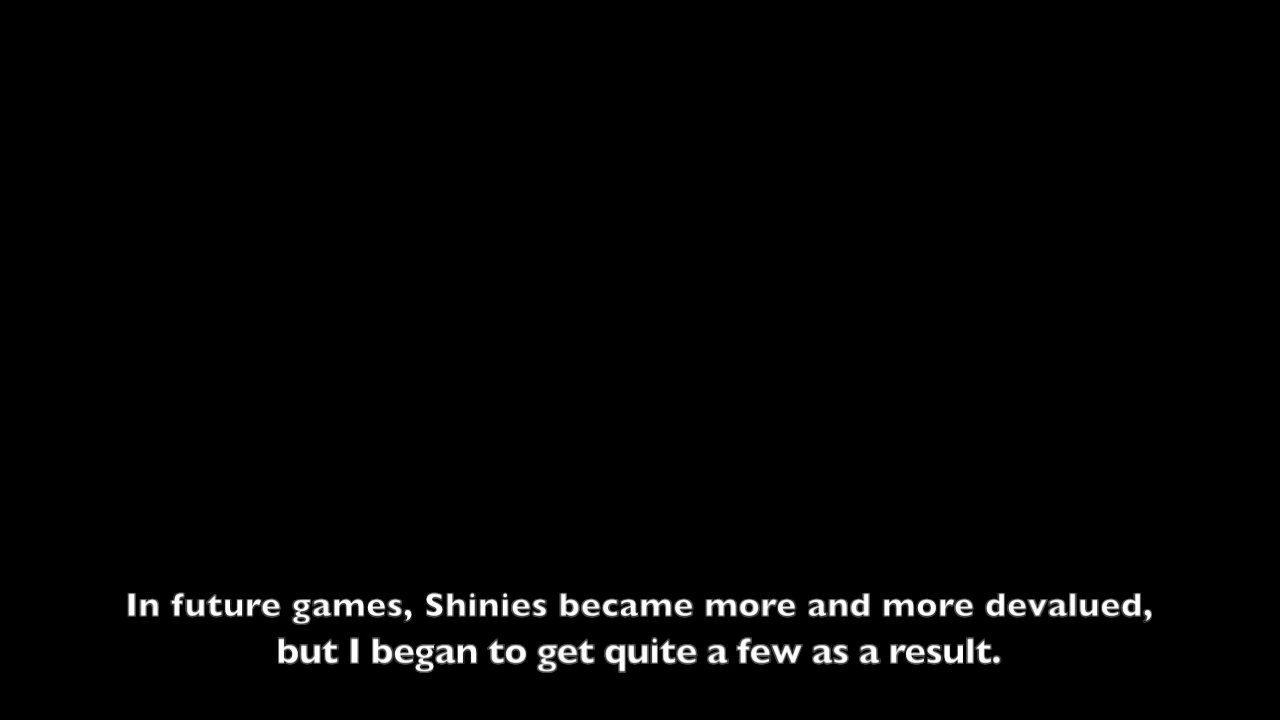 In future games, Shinies became more and more devalued,
but I began to get quite a few as a result.